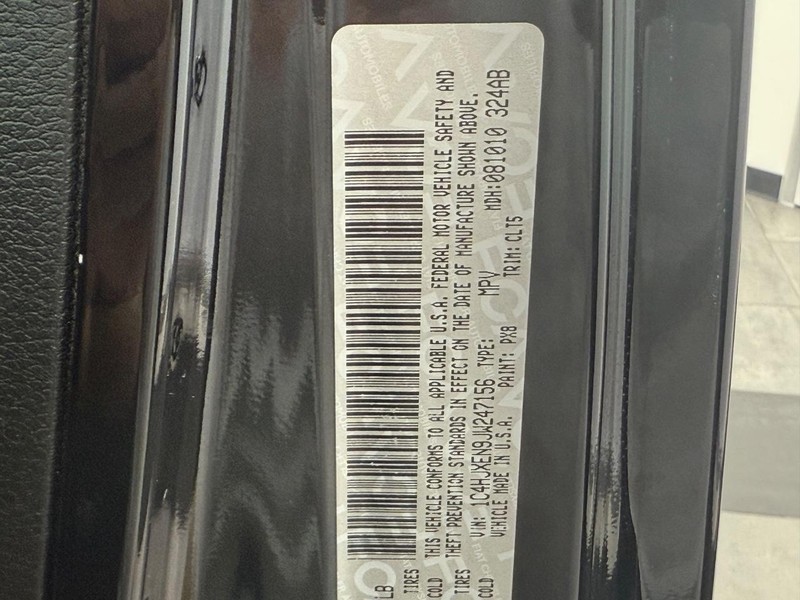 THIS VEHICLE CONFORMS TO ALL APPLICABLE U.S.A. FEDERAL MOTOR VEHICLE SAFETY AND
THEFT PREVENTION STANDARDS IN EFFECT ON THE DATE OF MANUFACTURE SHOWN ABOVE.
VIN: 1C4HJXEN9JW247156 TYPE: MPV MDH: 081010 324AB
VEHICLE MADE IN U.S.A. PAINT: PX8 TRIM: CLT5
LB
TIRES
COLD
TIRES
COLD